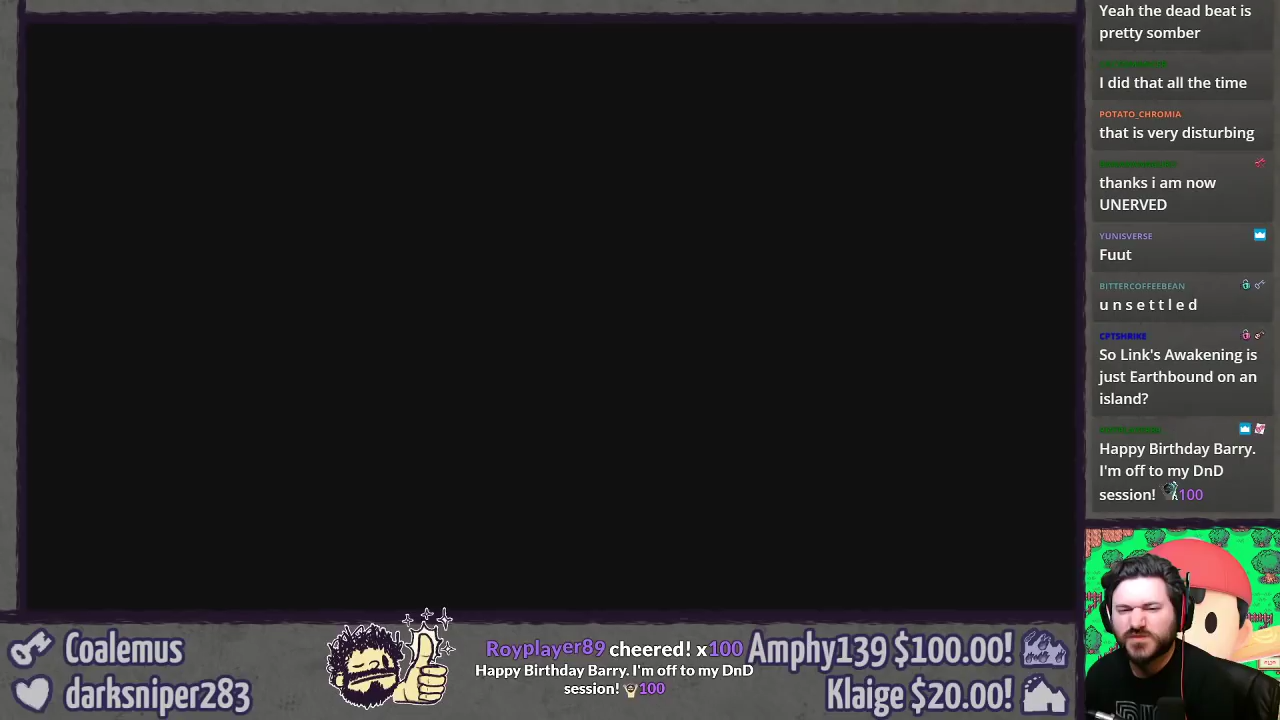 Yeah the dead beat is
pretty somber
I did that all the time
POTATO_CHROMIA
that is very disturbing
thanks i am now
UNERVED
YUNISVERSE
Fuut
BITTERCOFFEEBEAN
u n s e t t l e d
CPTSHRIKE
So Link's Awakening is
just Earthbound on an
island?
Happy Birthday Barry.
I'm off to my DnD
session! 100
Coalemus
darksniper283
Royplayer89 cheered! x100
Happy Birthday Barry. I'm off to my DnD
session! 100
Amphy139 $100.00!
Klaige $20.00!